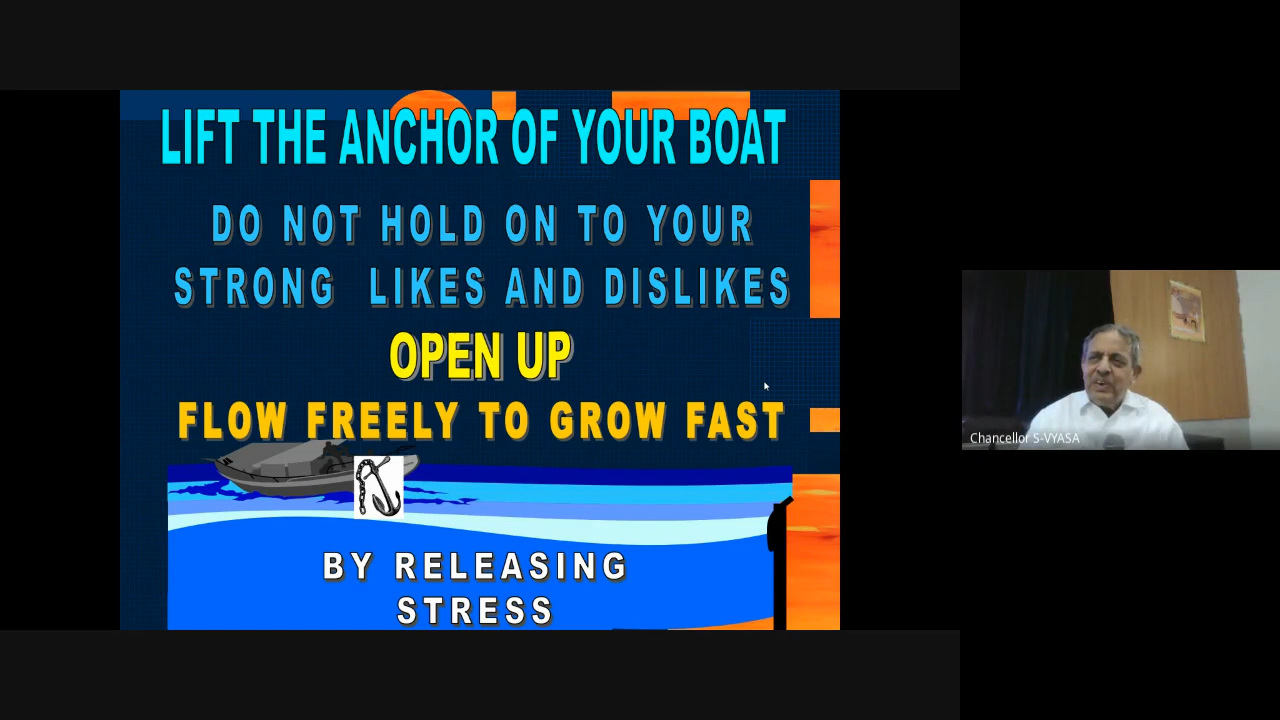 LIFT THE ANCHOR OF YOUR BOAT
DO NOT HOLD ON TO YOUR
STRONG LIKES AND DISLIKES
OPEN UP
FLOW FREELY TO GROW FAST
BY RELEASING
STRESS
Chancellor S-VYASA